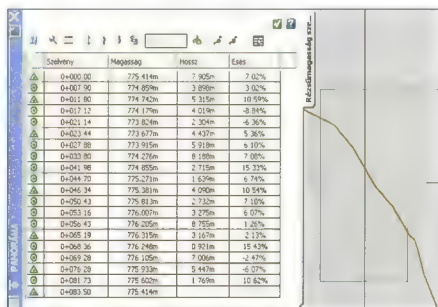 Szelvény Magasság Hossz Esés
0+000.00 775.414m 7.905m 7.02%
0+007.90 774.859m 3.898m 3.02%
0+011.80 774.742m 5.315m 10.59%
0+017.12 774.179m 4.019m -8.84%
0+021.14 773.824m 2.304m -6.36%
0+023.44 773.677m 4.437m 5.36%
0+027.88 773.915m 5.918m 6.10%
0+033.80 774.276m 8.188m 7.08%
0+041.98 774.855m 2.715m 15.33%
0+044.70 775.271m 1.639m 6.74%
0+046.34 775.381m 4.090m 10.54%
0+050.43 775.813m 2.732m 7.10%
0+053.16 776.007m 3.275m 6.07%
0+056.43 776.205m 8.755m 1.26%
0+065.19 776.315m 3.167m -2.13%
0+068.36 776.248m 0.921m 15.43%
0+069.28 776.105m 7.006m -2.47%
0+076.28 775.933m 5.447m -6.07%
0+081.73 775.602m 1.769m 10.62%
0+083.50 775.414m
PANORÁMA
Rézsűmagasság sze...